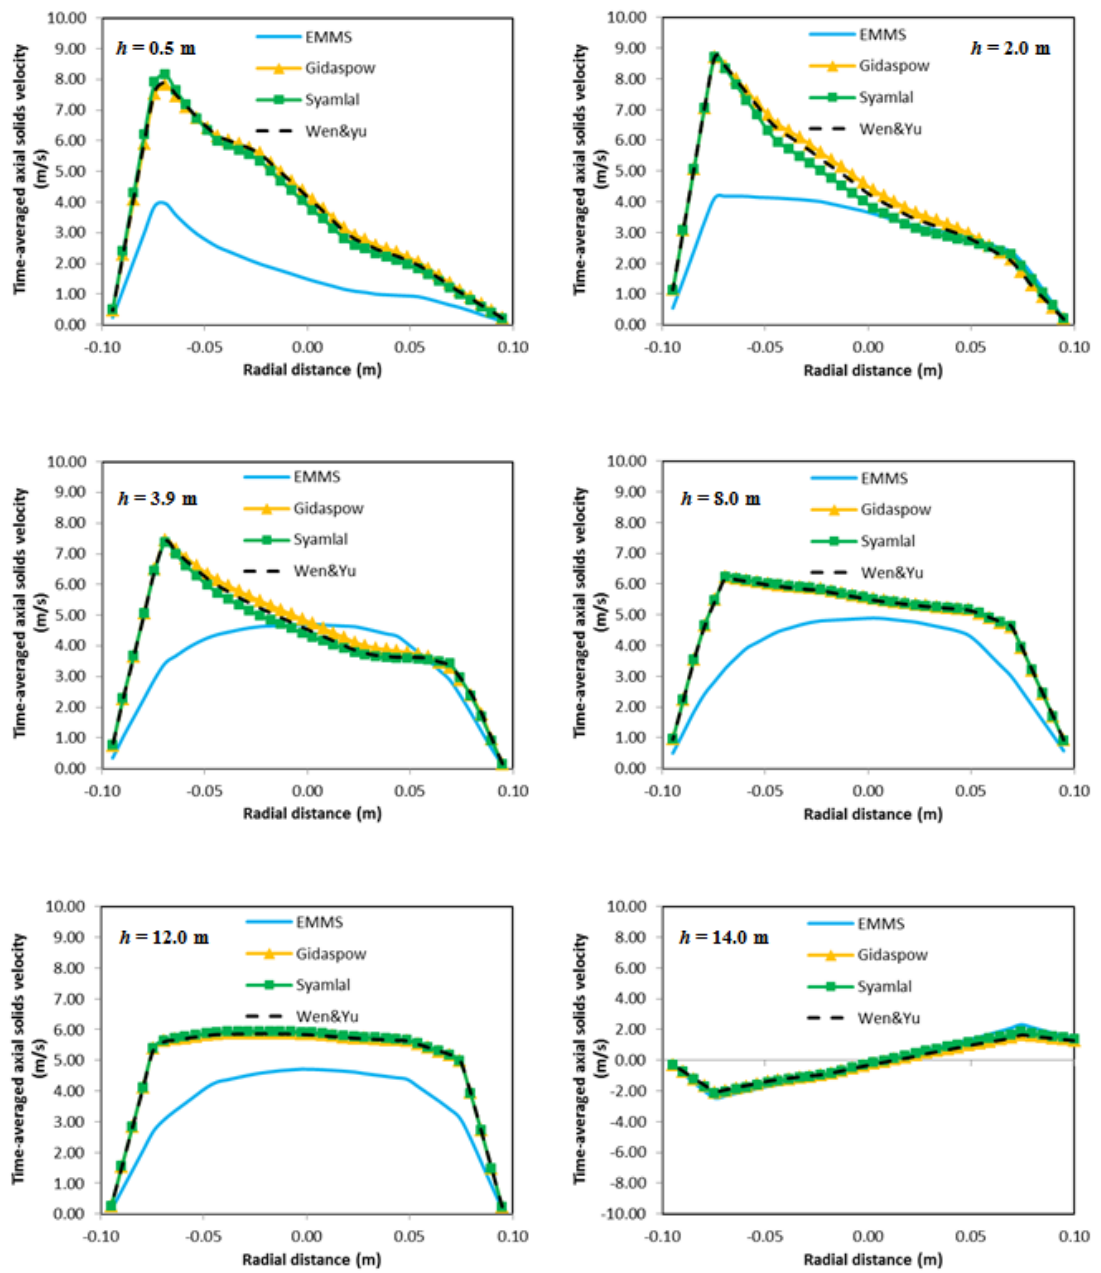 h = 0.5 m
EMMS
Gidaspow
Syamlal
Wen&yu
Time-averaged axial solids velocity
(m/s)
10.00
9.00
8.00
7.00
6.00
5.00
4.00
3.00
2.00
1.00
0.00
-0.10 -0.05 0.00 0.05 0.10
Radial distance (m)
h = 2.0 m
EMMS
Gidaspow
Syamlal
Wen&Yu
Time-averaged axial solids velocity
(m/s)
10.00
9.00
8.00
7.00
6.00
5.00
4.00
3.00
2.00
1.00
0.00
-0.10 -0.05 0.00 0.05 0.10
Radial distance (m)
h = 3.9 m
EMMS
Gidaspow
Syamlal
Wen&Yu
Time-averaged axial solids velocity
(m/s)
10.00
9.00
8.00
7.00
6.00
5.00
4.00
3.00
2.00
1.00
0.00
-0.10 -0.05 0.00 0.05 0.10
Radial distance (m)
h = 8.0 m
EMMS
Gidaspow
Syamlal
Wen&Yu
Time-averaged axial solids velocity
(m/s)
10.00
9.00
8.00
7.00
6.00
5.00
4.00
3.00
2.00
1.00
0.00
-0.10 -0.05 0.00 0.05 0.10
Radial distance (m)
h = 12.0 m
EMMS
Gidaspow
Syamlal
Wen&Yu
Time-averaged axial solids velocity
(m/s)
10.00
9.00
8.00
7.00
6.00
5.00
4.00
3.00
2.00
1.00
0.00
-0.10 -0.05 0.00 0.05 0.10
Radial distance (m)
h = 14.0 m
EMMS
Gidaspow
Syamlal
Wen&Yu
Time-averaged axial solids velocity
(m/s)
10.00
8.00
6.00
4.00
2.00
0.00
-2.00
-4.00
-6.00
-8.00
-10.00
-0.10 -0.05 0.00 0.05 0.10
Radial distance (m)